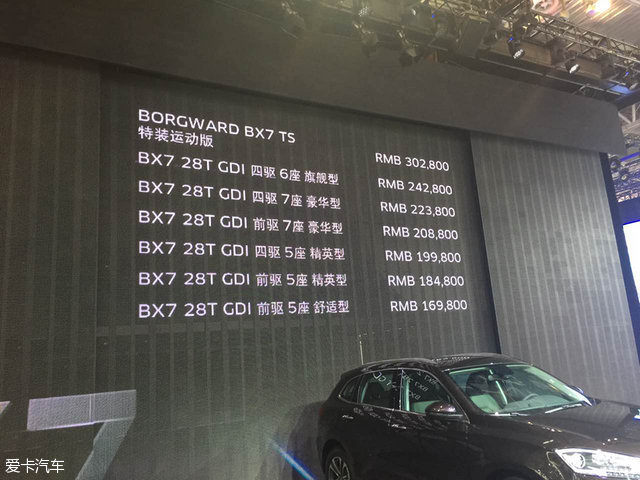 BORGWARD BX7 TS
特装运动版 RMB 302,800
BX7 28T GDI 四驱 6座 旗舰型 RMB 242,800
BX7 28T GDI 四驱 7座 豪华型 RMB 223,800
BX7 28T GDI 前驱 7座 豪华型 RMB 208,800
BX7 28T GDI 四驱 5座 精英型 RMB 199,800
BX7 28T GDI 前驱 5座 精英型 RMB 184,800
BX7 28T GDI 前驱 5座 舒适型 RMB 169,800
爱卡汽车